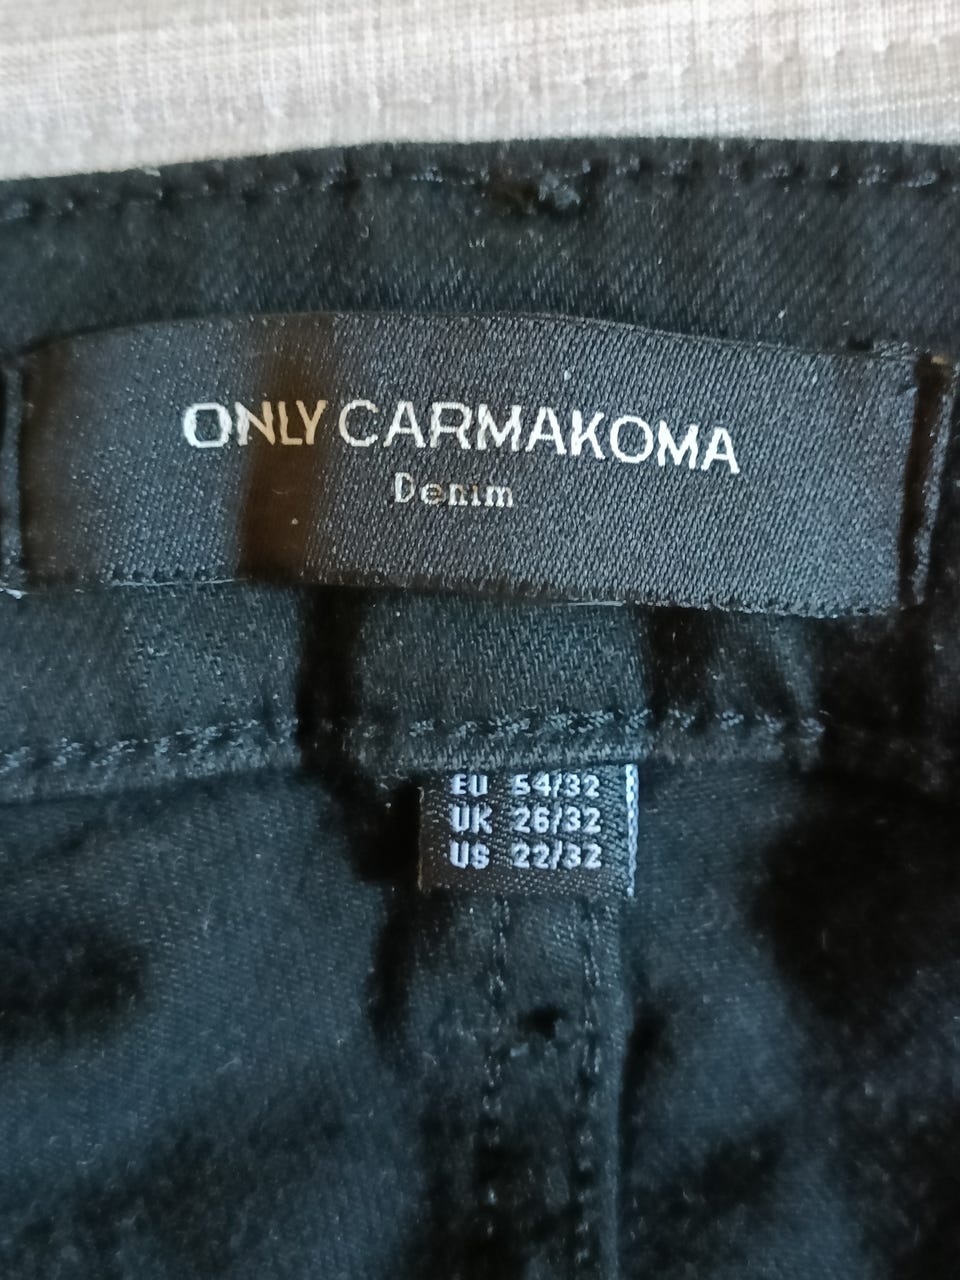 ONLY CARMAKOMA
Denim
EU 54/32
UK 26/32
US 22/32